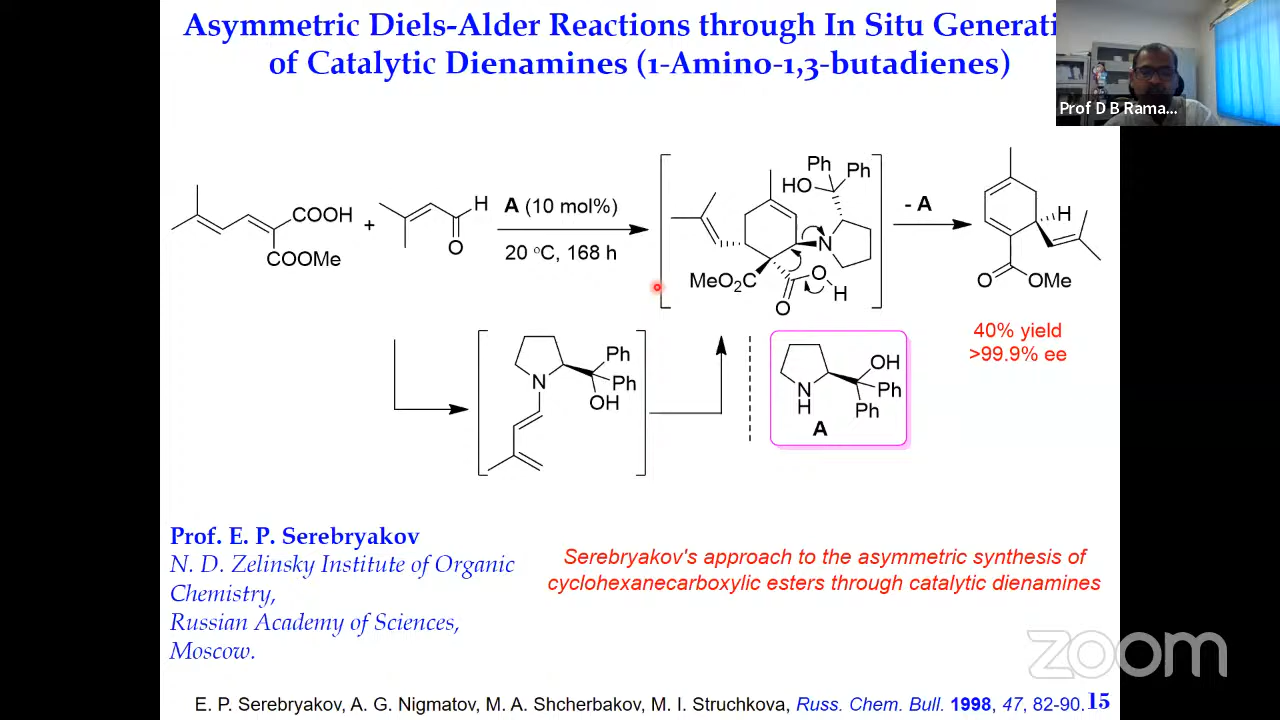 Asymmetric Diels-Alder Reactions through In Situ Generati
of Catalytic Dienamines (1-Amino-1,3-butadienes)
Prof D B Rama...
COOH
COOMe
+
H
O
A (10 mol%)
20 °C, 168 h
Ph
Ph
HO
N
MeO2C
O
H
O
- A
H
O
OMe
40% yield
>99.9% ee
N
Ph
Ph
OH
OH
N
H
Ph
Ph
A
Prof. E. P. Serebryakov
N. D. Zelinsky Institute of Organic
Chemistry,
Russian Academy of Sciences,
Moscow.
Serebryakov's approach to the asymmetric synthesis of
cyclohexanecarboxylic esters through catalytic dienamines
zoom
E. P. Serebryakov, A. G. Nigmatov, M. A. Shcherbakov, M. I. Struchkova, Russ. Chem. Bull. 1998, 47, 82-90. 15